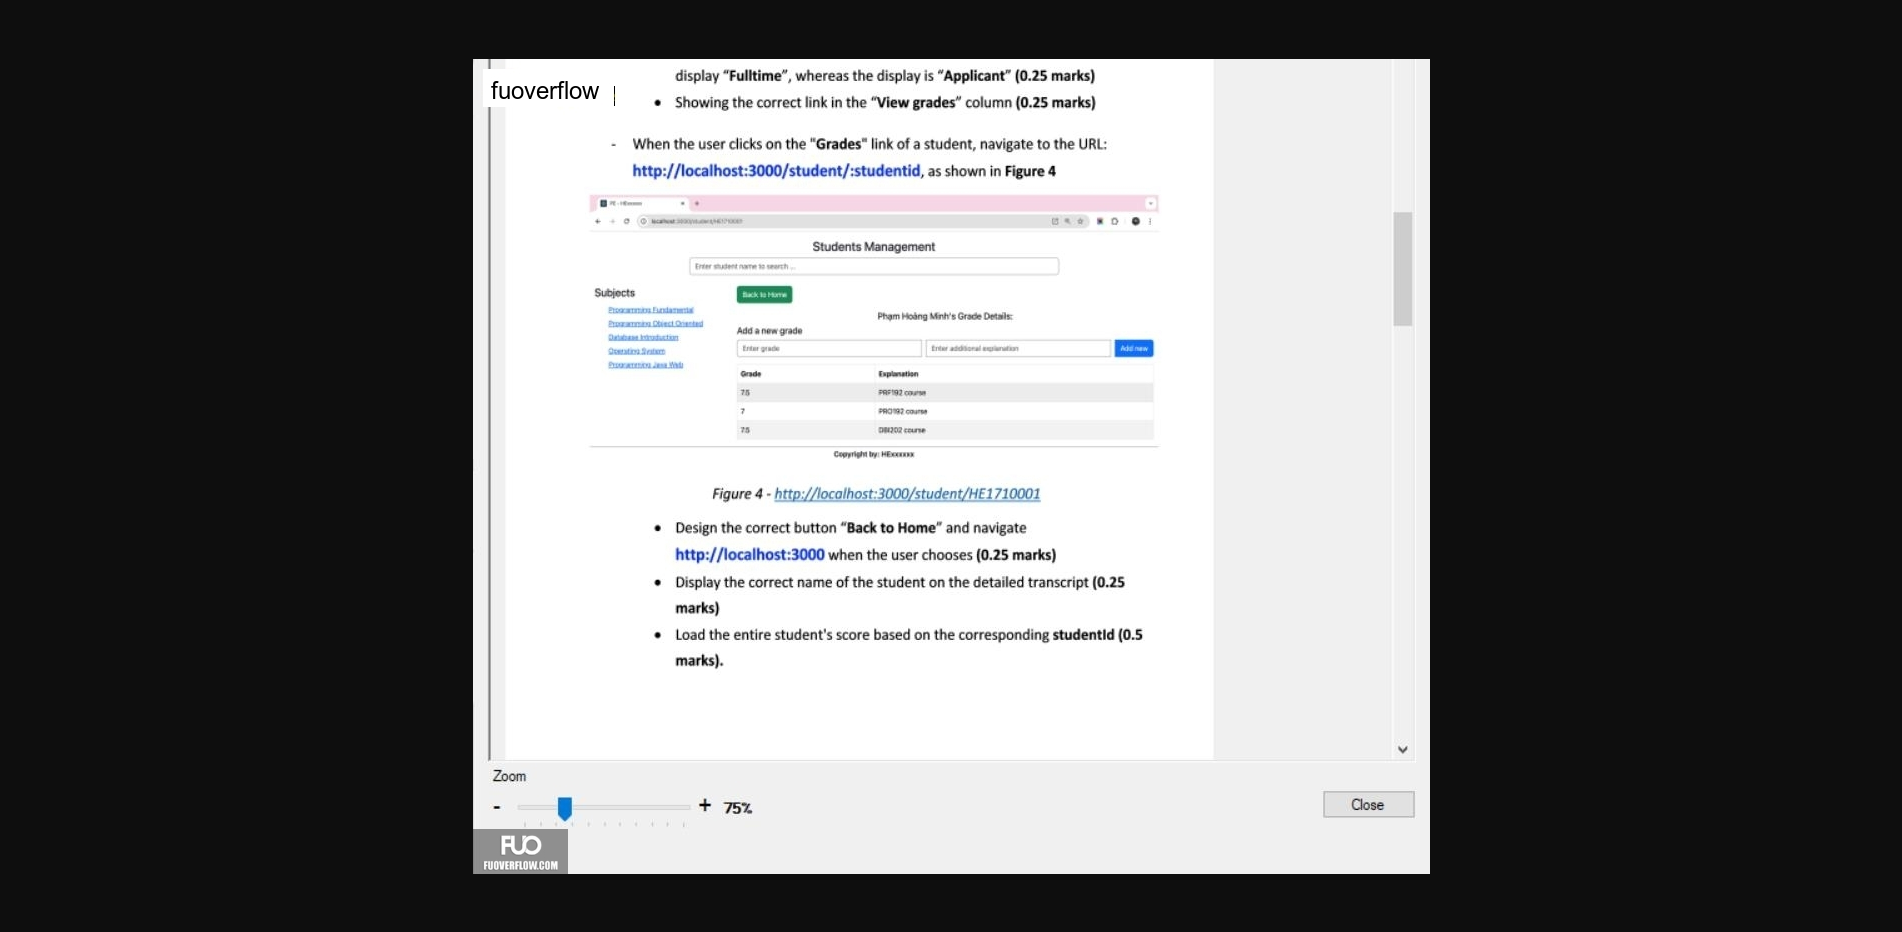 fuoverflow
display “Fulltime”, whereas the display is “Applicant” (0.25 marks)
• Showing the correct link in the “View grades” column (0.25 marks)
- When the user clicks on the "Grades" link of a student, navigate to the URL:
http://localhost:3000/student/:studentid, as shown in Figure 4
PE - HExxxxxx
localhost:3000/student/HE1710001
Students Management
Enter student name to search ...
Subjects
Programming Fundamental
Programming Object Oriented
Database Introduction
Operating System
Programming Java Web
Back to Home
Phạm Hoàng Minh's Grade Details:
Add a new grade
Enter grade
Enter additional explanation
Add new
Grade Explanation
7.5 PRF192 course
7 PRO192 course
7.5 DBI202 course
Copyright by: HExxxxxx
Figure 4 - http://localhost:3000/student/HE1710001
• Design the correct button “Back to Home” and navigate
http://localhost:3000 when the user chooses (0.25 marks)
• Display the correct name of the student on the detailed transcript (0.25
marks)
• Load the entire student's score based on the corresponding studentId (0.5
marks).
Zoom
- + 75%
Close
FUO
FUOVERFLOW.COM